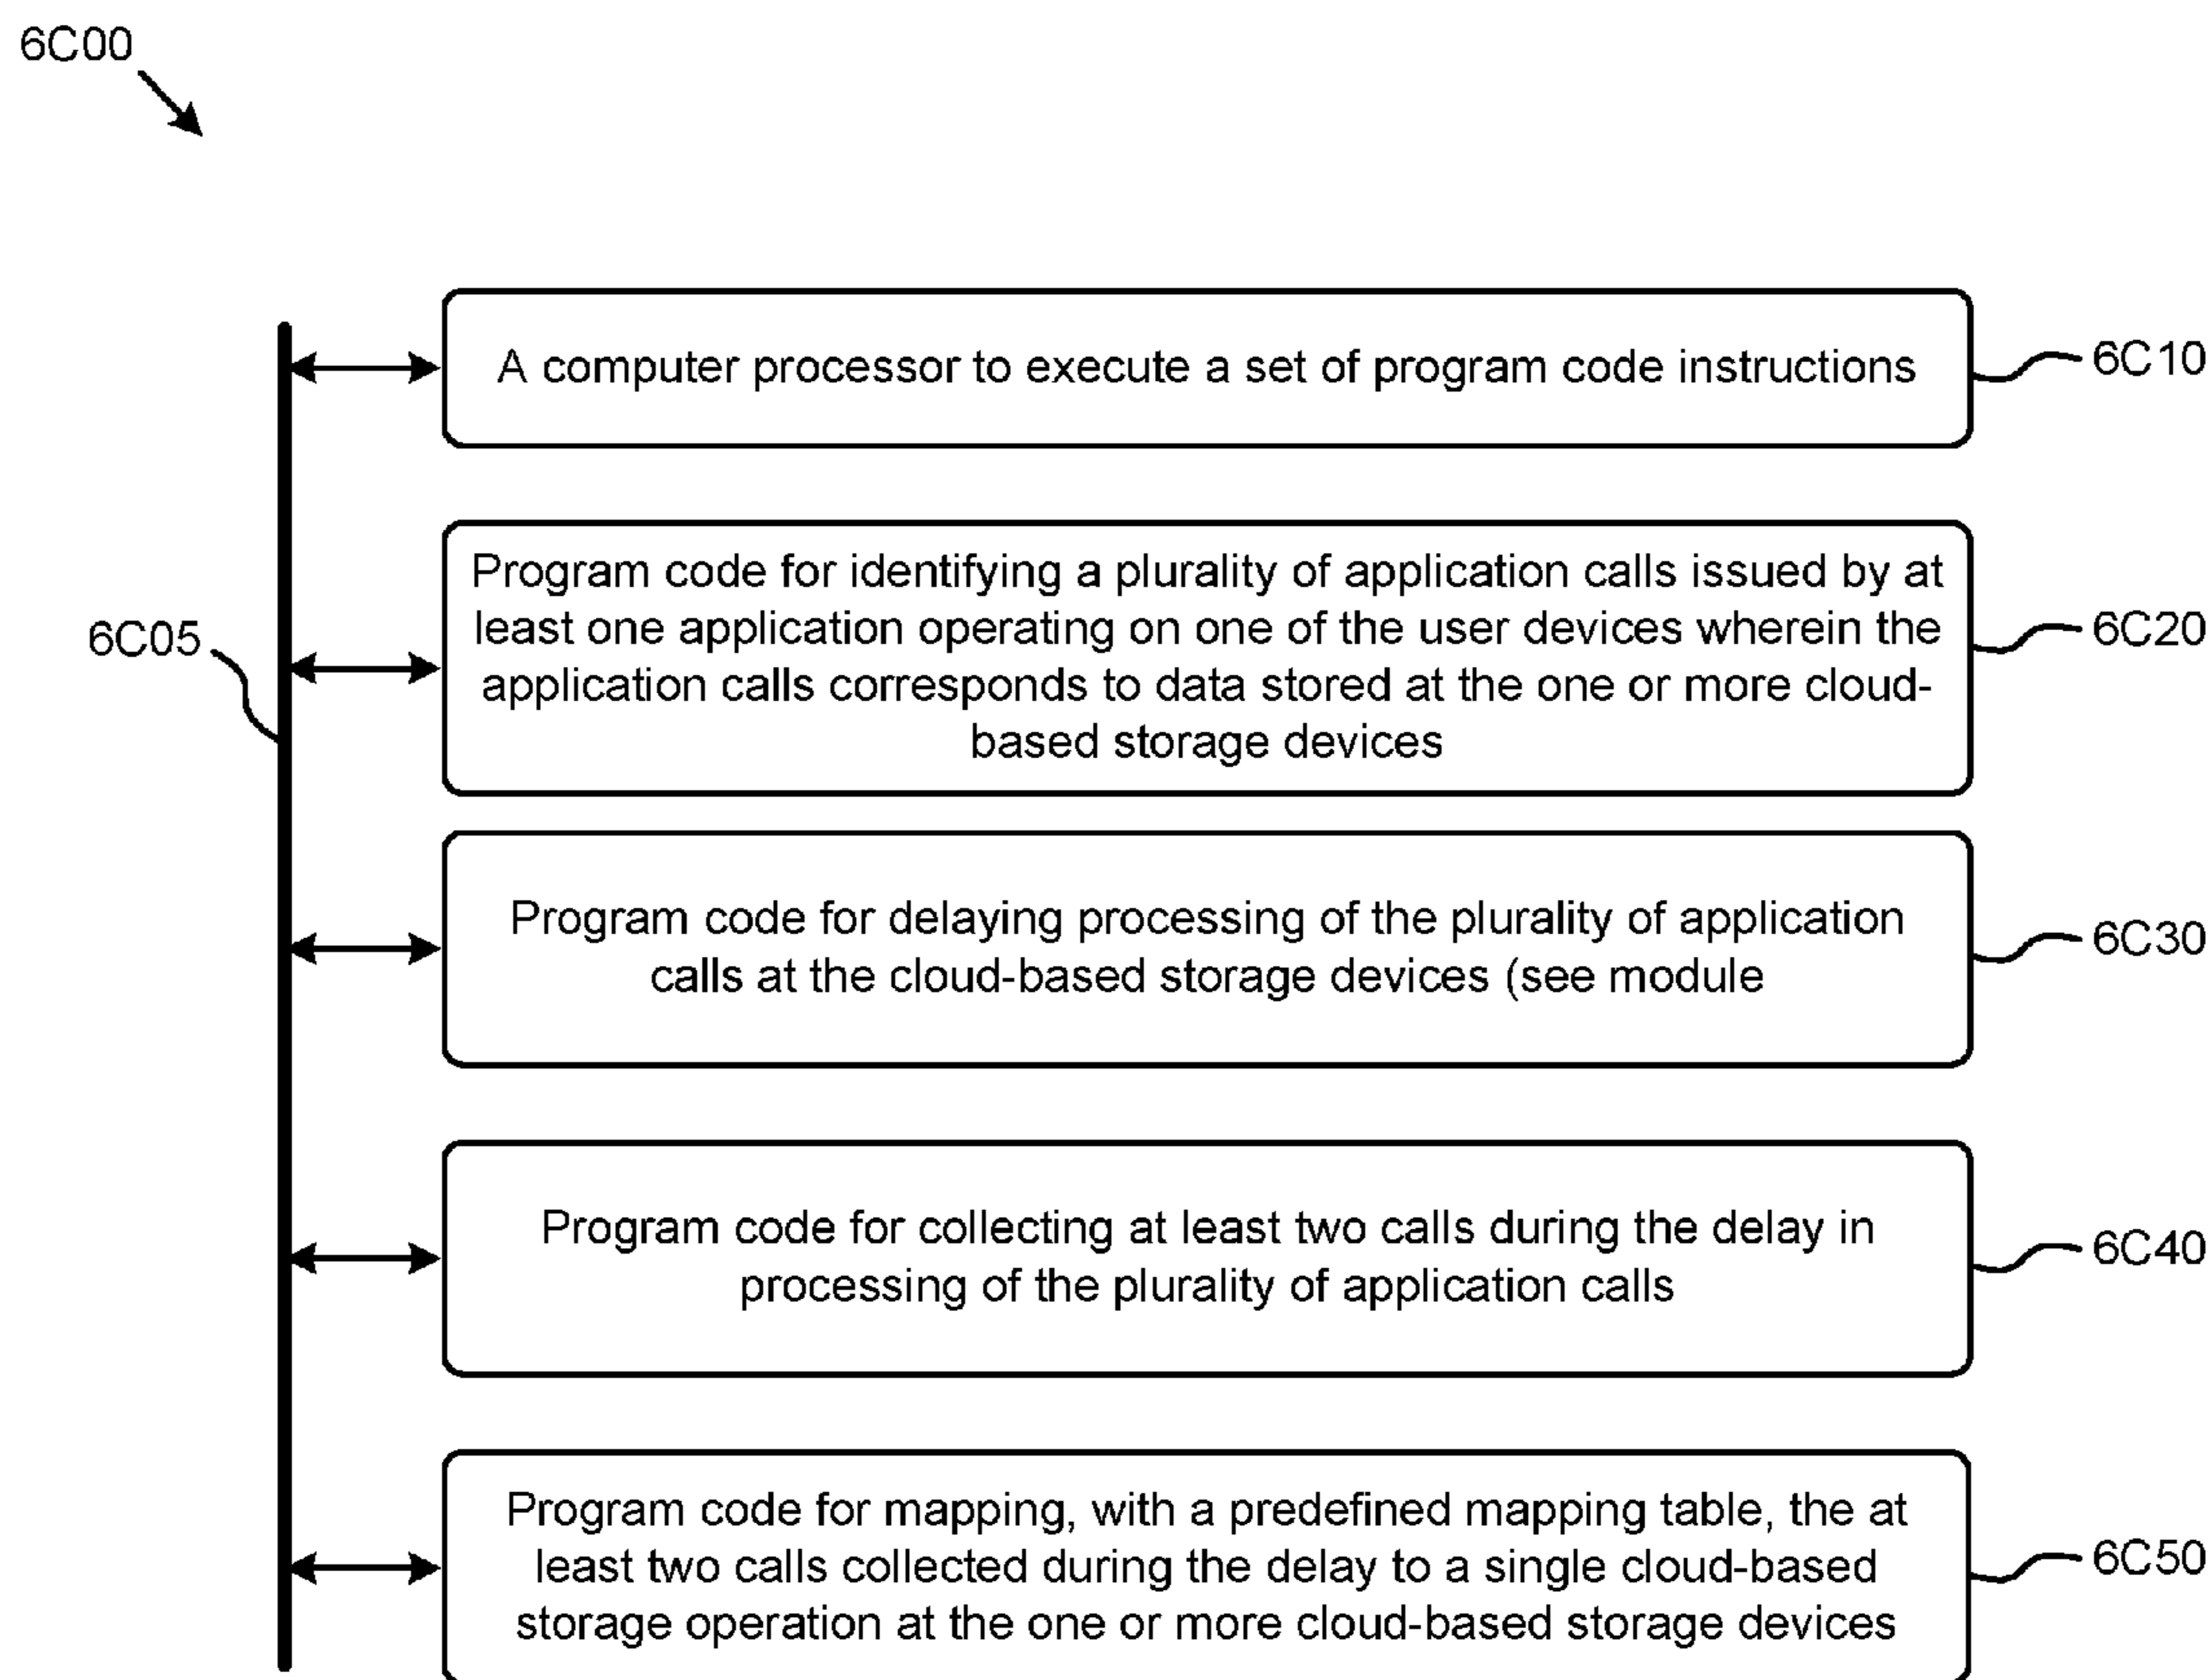 6C00
A computer processor to execute a set of program code instructions
6C10
Program code for identifying a plurality of application calls issued by at
least one application operating on one of the user devices wherein the
application calls corresponds to data stored at the one or more cloud-
based storage devices
6C20
6C05
Program code for delaying processing of the plurality of application
calls at the cloud-based storage devices (see module
6C30
Program code for collecting at least two calls during the delay in
processing of the plurality of application calls
6C40
Program code for mapping, with a predefined mapping table, the at
least two calls collected during the delay to a single cloud-based
storage operation at the one or more cloud-based storage devices
6C50